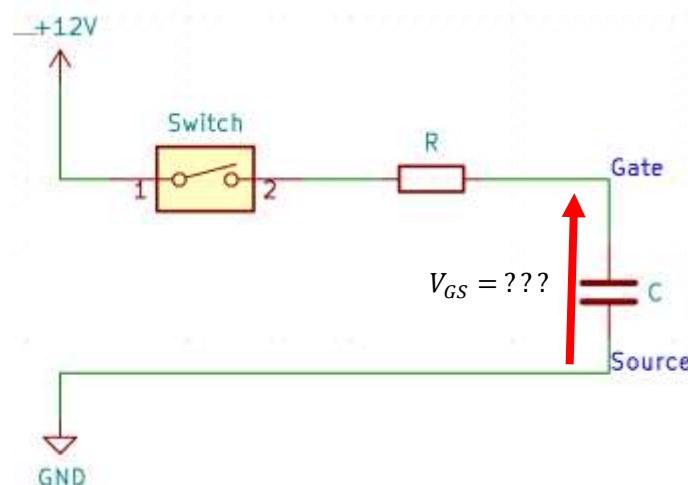 +12V
Switch
1
2
R
Gate
V_GS = ???
C
Source
GND